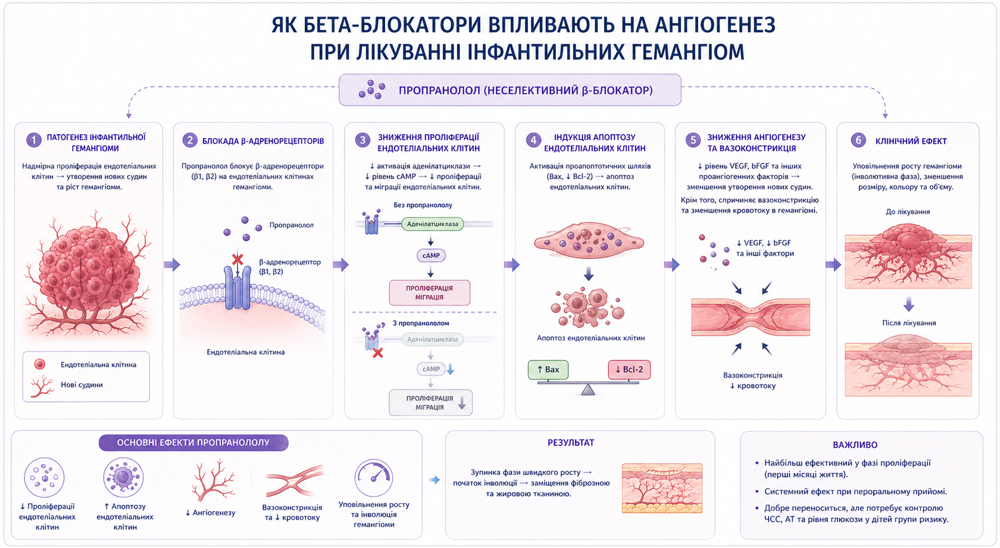 ЯК БЕТА-БЛОКАТОРИ ВПЛИВАЮТЬ НА АНГІОГЕНЕЗ
ПРИ ЛІКУВАННІ ІНФАНТИЛЬНИХ ГЕМАНГІОМ
ПРОПРАНОЛОЛ (НЕСЕЛЕКТИВНИЙ β-БЛОКАТОР)
1 ПАТОГЕНЕЗ ІНФАНТИЛЬНОЇ
ГЕМАНГІОМИ
Надмірна проліферація ендотеліальних
клітин → утворення нових судин
та ріст гемангіоми.
Ендотеліальна клітина
Нові судини
2 БЛОКАДА β-АДРЕНОРЕЦЕПТОРІВ
Пропранолол блокує β-адренорецептори
(β1, β2) на ендотеліальних клітинах
гемангіоми.
Пропранолол
β-адренорецептор
(β1, β2)
Ендотеліальна клітина
3 ЗНИЖЕННЯ ПРОЛІФЕРАЦІЇ
ЕНДОТЕЛІАЛЬНИХ КЛІТИН
↓ активація аденілатциклази →
↓ рівень cAMP → ↓ проліферації
та міграції ендотеліальних клітин.
Без пропранололу
Аденілатциклаза
cAMP
ПРОЛІФЕРАЦІЯ
МІГРАЦІЯ
З пропранололом
Аденілатциклаза
cAMP ↓
ПРОЛІФЕРАЦІЯ
МІГРАЦІЯ ↓
4 ІНДУКЦІЯ АПОПТОЗУ
ЕНДОТЕЛІАЛЬНИХ КЛІТИН
Активація проапоптотичних шляхів
(Bax, ↓ Bcl-2) → апоптоз
ендотеліальних клітин.
Апоптоз ендотеліальних клітин
↑ Bax
↓ Bcl-2
5 ЗНИЖЕННЯ АНГІОГЕНЕЗУ
ТА ВАЗОКОНСТРИКЦІЯ
↓ рівень VEGF, bFGF та інших
проангіогенних факторів →
зменшення утворення нових судин.
Крім того, спричиняє вазоконстрикцію
та зменшення кровотоку в гемангіомі.
↓ VEGF, ↓ bFGF
та інші фактори
Вазоконстрикція
↓ кровотоку
6 КЛІНІЧНИЙ ЕФЕКТ
Уповільнення росту гемангіоми
(інволютивна фаза), зменшення
розміру, кольору та об'єму.
До лікування
Після лікування
ОСНОВНІ ЕФЕКТИ ПРОПРАНОЛОЛУ
↓ Проліферації
ендотеліальних
клітин
↑ Апоптозу
ендотеліальних
клітин
↓ Ангіогенезу
Вазоконстрикція
та ↓ кровотоку
Уповільнення росту
та інволюція
гемангіоми
РЕЗУЛЬТАТ
Зупинка фази швидкого росту →
початок інволюції → заміщення фіброзною
та жировою тканиною.
ВАЖЛИВО
• Найбільш ефективний у фазі проліферації
(перші місяці життя).
• Системний ефект при пероральному прийомі.
• Добре переноситься, але потребує контролю
ЧСС, АТ та рівня глюкози у дітей групи ризику.